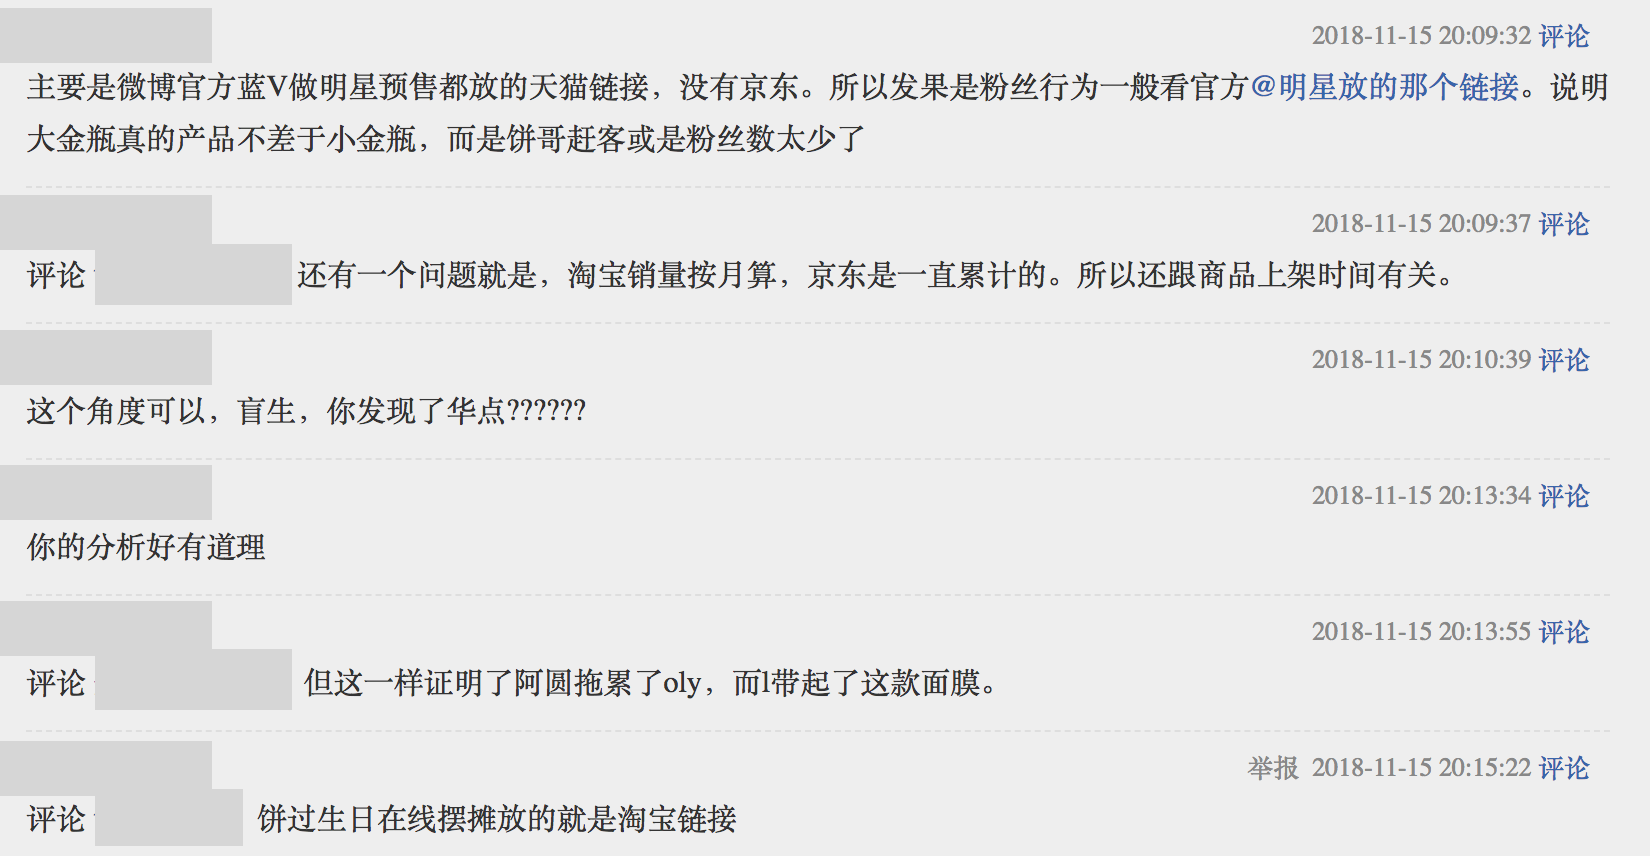 2018-11-15 20:09:32 评论
主要是微博官方蓝V做明星预售都放的天猫链接，没有京东。所以发果是粉丝行为一般看官方@明星放的那个链接。说明
大金瓶真的产品不差于小金瓶，而是饼哥赶客或是粉丝数太少了
2018-11-15 20:09:37 评论
评论 还有一个问题就是，淘宝销量按月算，京东是一直累计的。所以还跟商品上架时间有关。
2018-11-15 20:10:39 评论
这个角度可以，盲生，你发现了华点??????
2018-11-15 20:13:34 评论
你的分析好有道理
2018-11-15 20:13:55 评论
评论 但这一样证明了阿圆拖累了oly，而l带起了这款面膜。
举报 2018-11-15 20:15:22 评论
评论 饼过生日在线摆摊放的就是淘宝链接